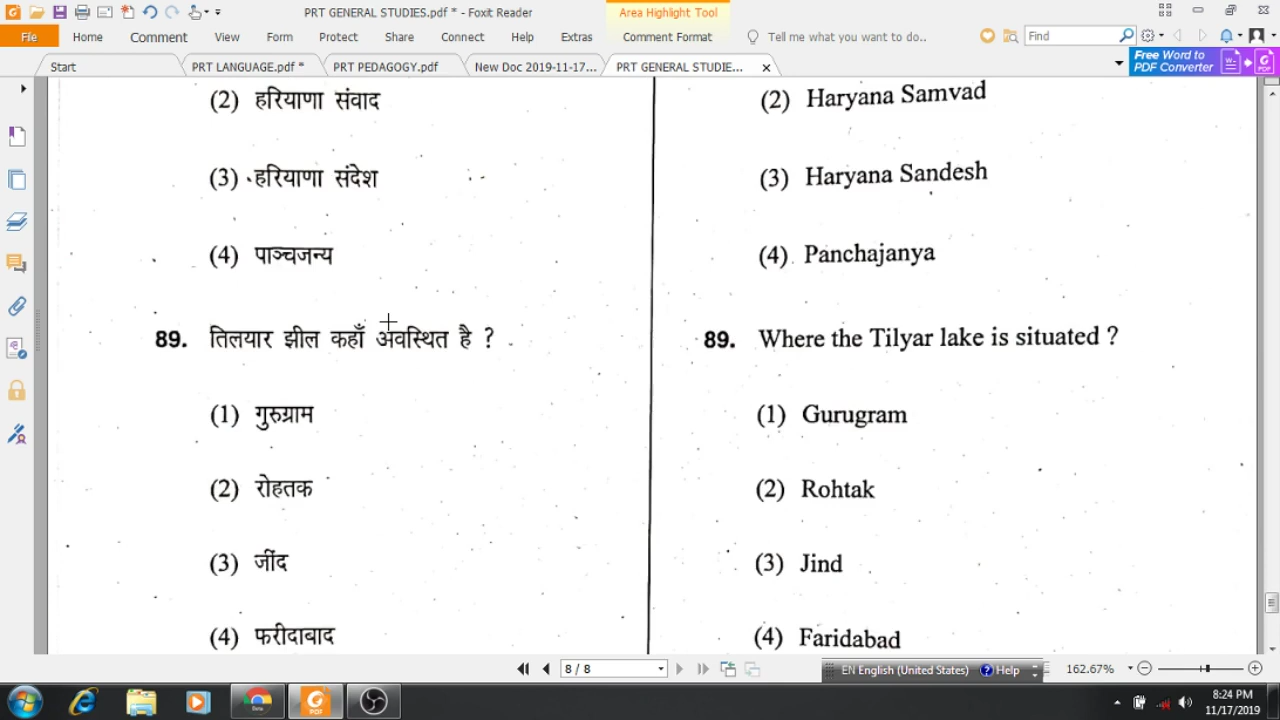 PRT GENERAL STUDIES.pdf * - Foxit Reader
Area Highlight Tool
File Home Comment View Form Protect Share Connect Help Extras Comment Format Tell me what you want to do.. Find
Start PRT LANGUAGE.pdf * PRT PEDAGOGY.pdf New Doc 2019-11-17... PRT GENERAL STUDIE...
Free Word to
PDF Converter
(2) हरियाणा संवाद
(3) हरियाणा संदेश
(4) पाञ्चजन्य
89. तिलयार झील कहाँ अवस्थित है ?
(1) गुरुग्राम
(2) रोहतक
(3) जींद
(4) फरीदाबाद
(2) Haryana Samvad
(3) Haryana Sandesh
(4) Panchajanya
89. Where the Tilyar lake is situated ?
(1) Gurugram
(2) Rohtak
(3) Jind
(4) Faridabad
8 / 8
EN English (United States) Help
162.67%
8:24 PM
11/17/2019